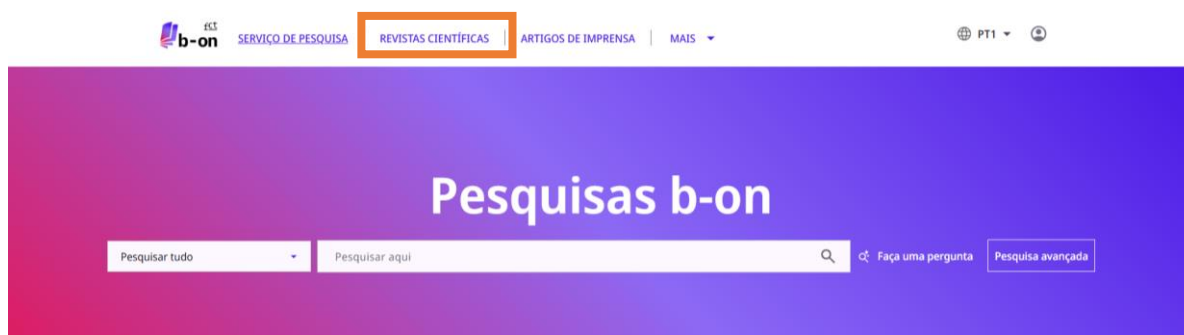 fct
b-on
SERVIÇO DE PESQUISA
REVISTAS CIENTÍFICAS
ARTIGOS DE IMPRENSA
MAIS
PT1
Pesquisas b-on
Pesquisar tudo
Pesquisar aqui
Faça uma pergunta
Pesquisa avançada